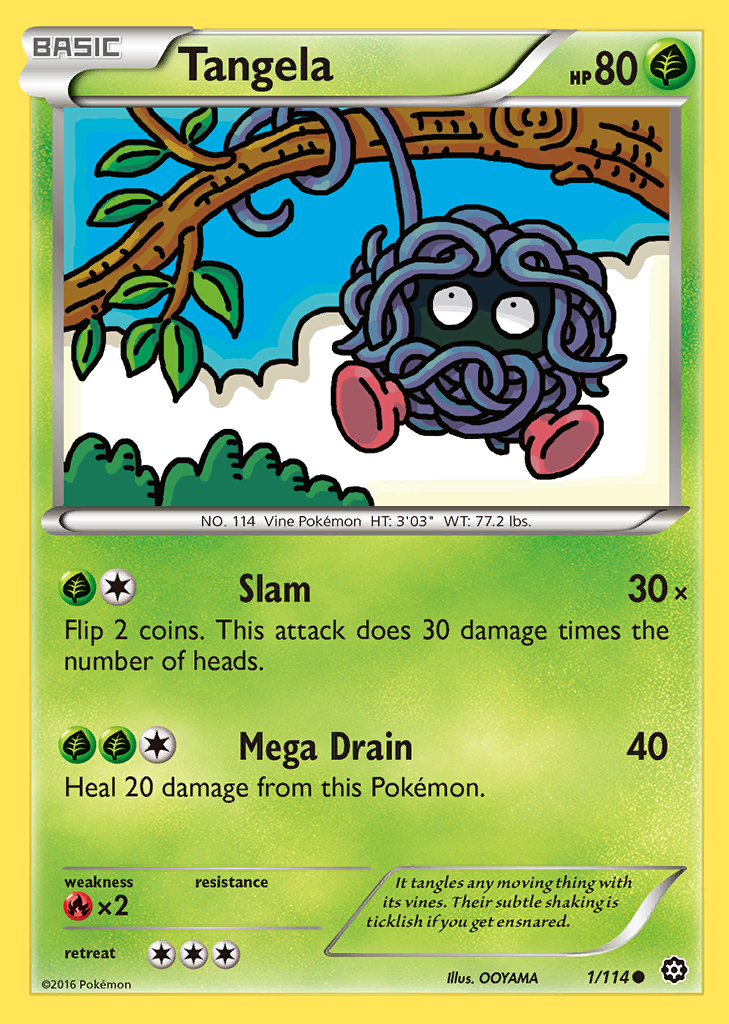 BASIC
Tangela
HP 80
NO. 114 Vine Pokémon HT: 3'03" WT: 77.2 lbs.
Slam 30×
Flip 2 coins. This attack does 30 damage times the
number of heads.
Mega Drain 40
Heal 20 damage from this Pokémon.
weakness resistance
×2
It tangles any moving thing with
its vines. Their subtle shaking is
ticklish if you get ensnared.
retreat
©2016 Pokémon
Illus. OOYAMA
1/114